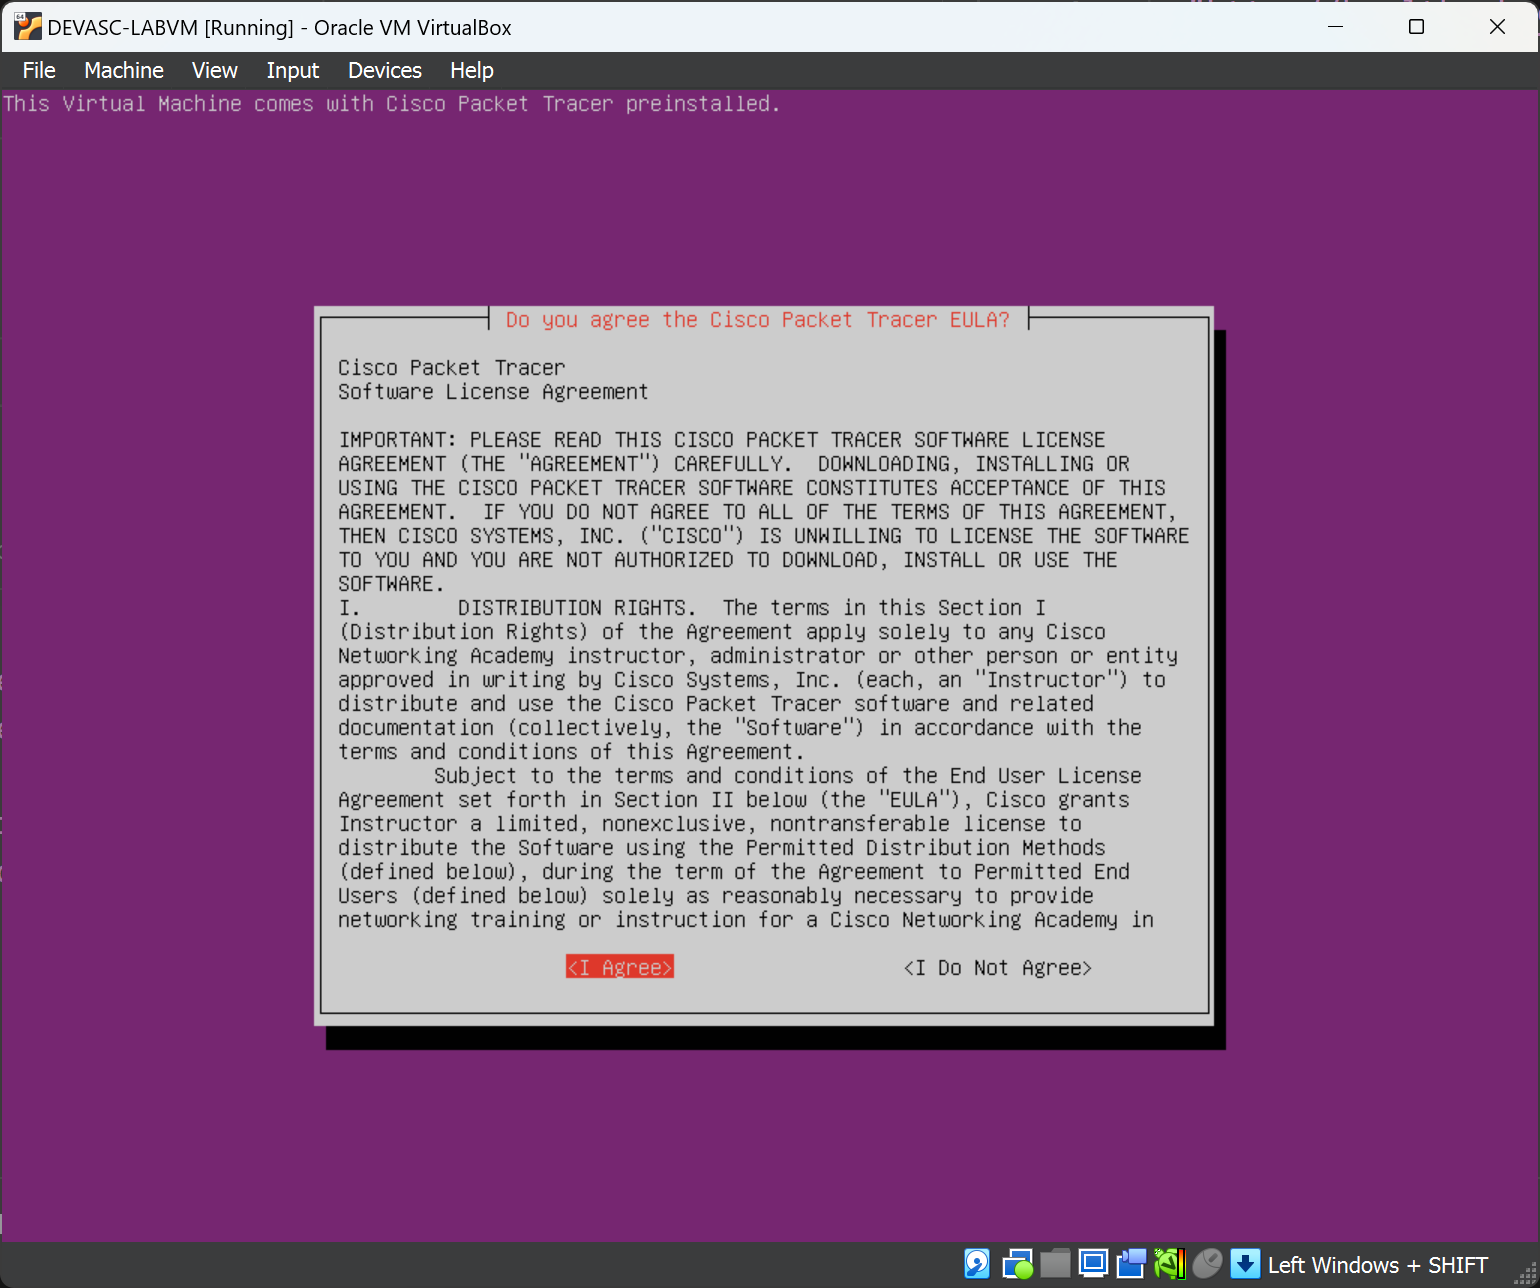 DEVASC-LABVM [Running] - Oracle VM VirtualBox
File Machine View Input Devices Help
This Virtual Machine comes with Cisco Packet Tracer preinstalled.
Do you agree the Cisco Packet Tracer EULA?
Cisco Packet Tracer
Software License Agreement
IMPORTANT: PLEASE READ THIS CISCO PACKET TRACER SOFTWARE LICENSE
AGREEMENT (THE "AGREEMENT") CAREFULLY.  DOWNLOADING, INSTALLING OR
USING THE CISCO PACKET TRACER SOFTWARE CONSTITUTES ACCEPTANCE OF THIS
AGREEMENT.  IF YOU DO NOT AGREE TO ALL OF THE TERMS OF THIS AGREEMENT,
THEN CISCO SYSTEMS, INC. ("CISCO") IS UNWILLING TO LICENSE THE SOFTWARE
TO YOU AND YOU ARE NOT AUTHORIZED TO DOWNLOAD, INSTALL OR USE THE
SOFTWARE.
I.        DISTRIBUTION RIGHTS.  The terms in this Section I
(Distribution Rights) of the Agreement apply solely to any Cisco
Networking Academy instructor, administrator or other person or entity
approved in writing by Cisco Systems, Inc. (each, an "Instructor") to
distribute and use the Cisco Packet Tracer software and related
documentation (collectively, the "Software") in accordance with the
terms and conditions of this Agreement.
Subject to the terms and conditions of the End User License
Agreement set forth in Section II below (the "EULA"), Cisco grants
Instructor a limited, nonexclusive, nontransferable license to
distribute the Software using the Permitted Distribution Methods
(defined below), during the term of the Agreement to Permitted End
Users (defined below) solely as reasonably necessary to provide
networking training or instruction for a Cisco Networking Academy in
<I Agree> <I Do Not Agree>
Left Windows + SHIFT